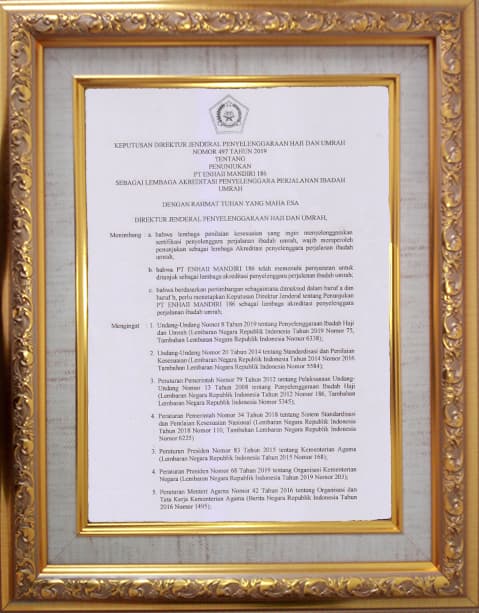 KEPUTUSAN DIREKTUR JENDERAL PENYELENGGARAAN HAJI DAN UMRAH
NOMOR 497 TAHUN 2019
TENTANG
PENUNJUKAN
PT ENHAII MANDIRI 186
SEBAGAI LEMBAGA AKREDITASI PENYELENGGARA PERJALANAN IBADAH
UMRAH
DENGAN RAHMAT TUHAN YANG MAHA ESA
DIREKTUR JENDERAL PENYELENGGARAAN HAJI DAN UMRAH,
Menimbang : a. bahwa lembaga penilaian kesesuaian yang ingin menyelenggarakan
sertifikasi penyelenggara perjalanan ibadah umrah, wajib memperoleh
penunjukan sebagai lembaga Akreditasi penyelenggara perjalanan ibadah
umrah;
b. bahwa PT ENHAII MANDIRI 186 telah memenuhi persyaratan untuk
ditunjuk sebagai lembaga akreditasi penyelenggara perjalanan ibadah umrah;
c. bahwa berdasarkan pertimbangan sebagaimana dimaksud dalam huruf a dan
huruf b, perlu menetapkan Keputusan Direktur Jenderal tentang Penunjukan
PT ENHAII MANDIRI 186 sebagai lembaga akreditasi penyelenggara
perjalanan ibadah umrah;
Mengingat : 1. Undang-Undang Nomor 8 Tahun 2019 tentang Penyelenggaraan Ibadah Haji
dan Umrah (Lembaran Negara Republik Indonesia Tahun 2019 Nomor 75,
Tambahan Lembaran Negara Republik Indonesia Nomor 6338);
2. Undang-Undang Nomor 20 Tahun 2014 tentang Standardisasi dan Penilaian
Kesesuaian (Lembaran Negara Republik Indonesia Tahun 2014 Nomor 2016
Tambahan Lembaran Negara Republik Indonesia Nomor 5584);
3. Peraturan Pemerintah Nomor 79 Tahun 2012 tentang Pelaksanaan Undang-
Undang Nomor 13 Tahun 2008 tentang Penyelenggaraan Ibadah Haji
(Lembaran Negara Republik Indonesia Tahun 2012 Nomor 186, Tambahan
Lembaran Negara Republik Indonesia Nomor 5345);
4. Peraturan Pemerintah Nomor 34 Tahun 2018 tentang Sistem Standardisasi
dan Penilaian Kesesuaian Nasional (Lembaran Negara Republik Indonesia
Tahun 2018 Nomor 110, Tambahan Lembaran Negara Republik Indonesia
Nomor 6225)
3. Peraturan Presiden Nomor 83 Tahun 2015 tentang Kementerian Agama
(Lembaran Negara Republik Indonesia Tahun 2015 Nomor 168);
4. Peraturan Presiden Nomor 68 Tahun 2019 tentang Organisasi Kementerian
Negara (Lembaran Negara Republik Indonesia Tahun 2019 Nomor 203);
5. Peraturan Menteri Agama Nomor 42 Tahun 2016 tentang Organisasi dan
Tata Kerja Kementerian Agama (Berita Negara Republik Indonesia Tahun
2016 Nomor 1495);